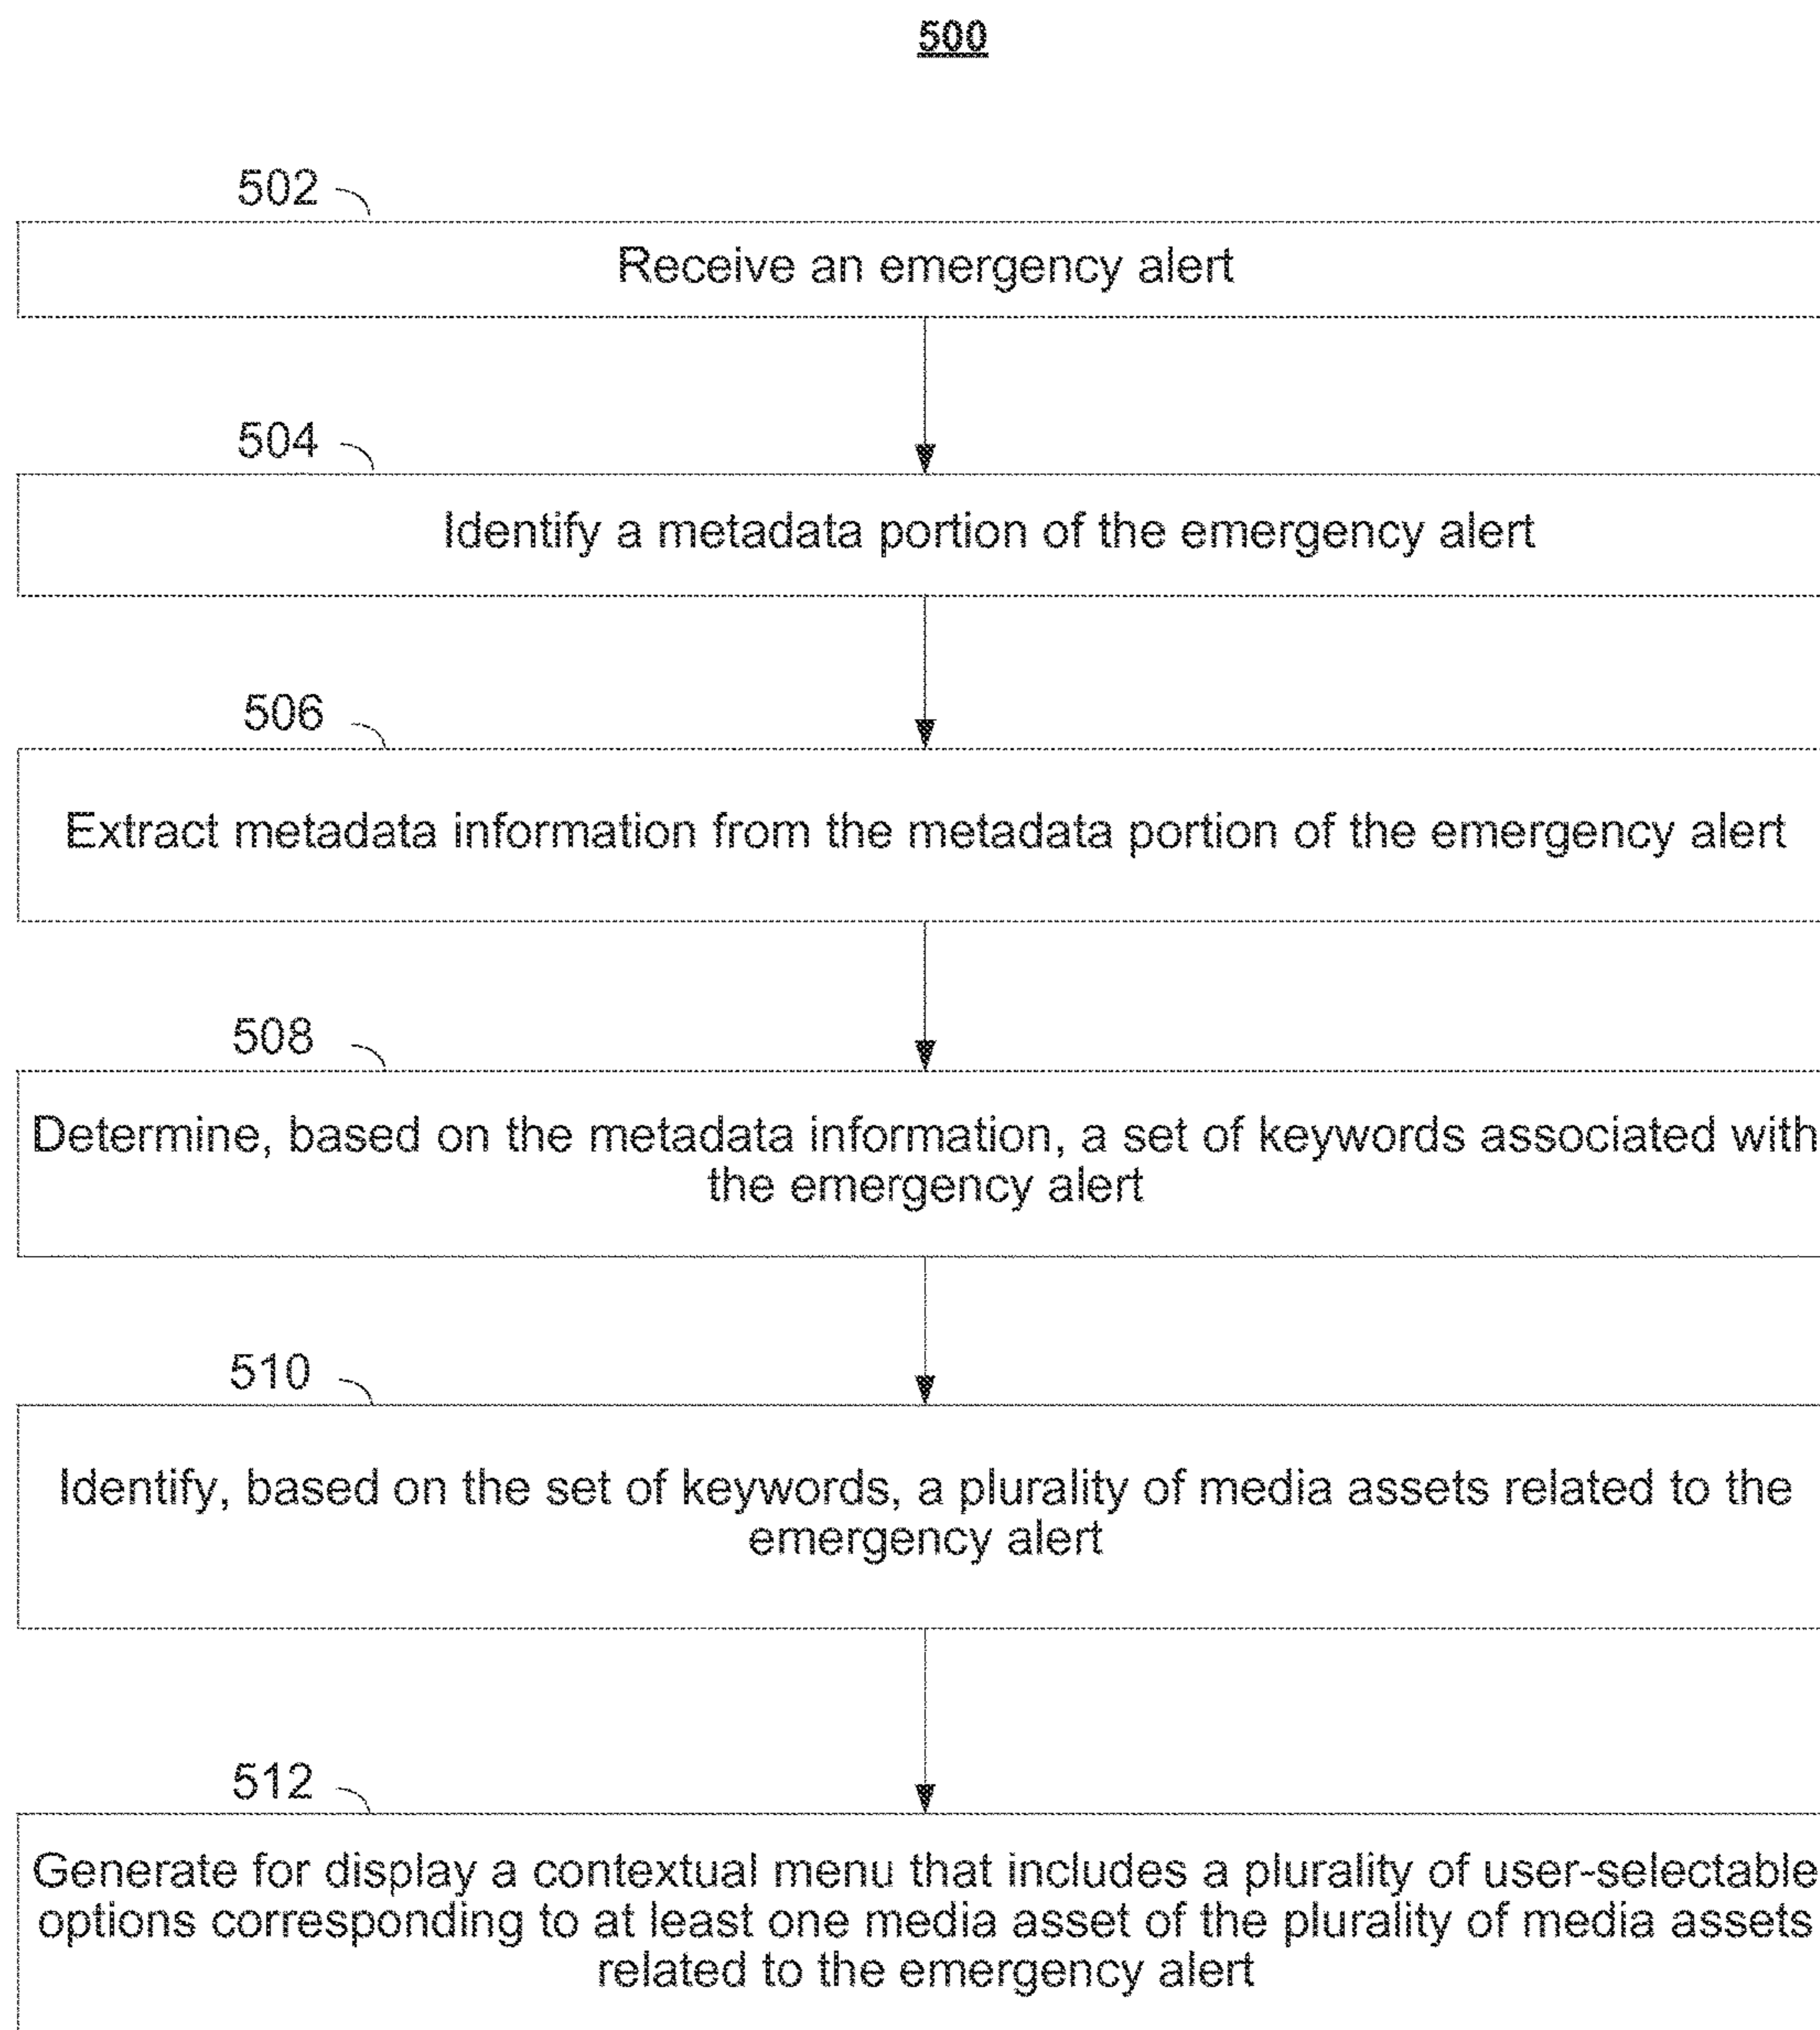 500
502
Receive an emergency alert
504
Identify a metadata portion of the emergency alert
506
Extract metadata information from the metadata portion of the emergency alert
508
Determine, based on the metadata information, a set of keywords associated with
the emergency alert
510
Identify, based on the set of keywords, a plurality of media assets related to the
emergency alert
512
Generate for display a contextual menu that includes a plurality of user-selectable
options corresponding to at least one media asset of the plurality of media assets
related to the emergency alert